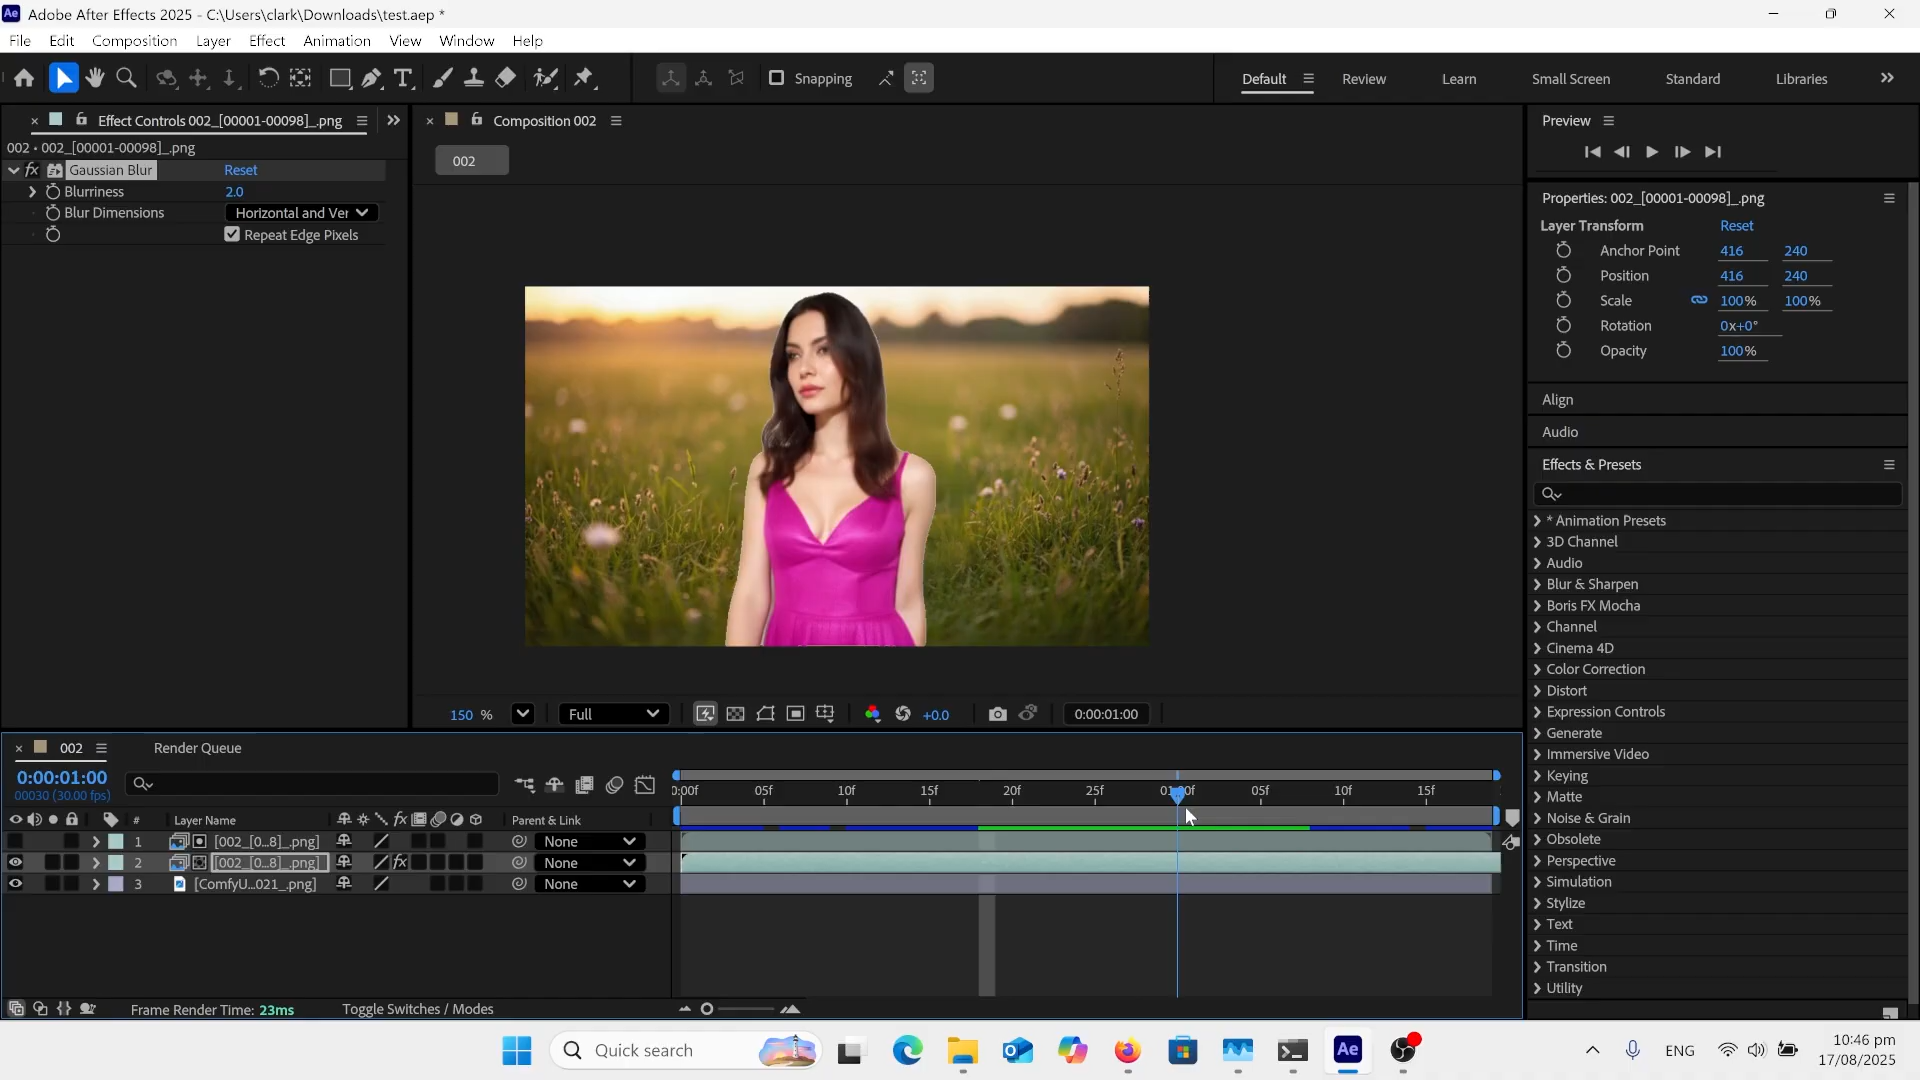 Ae Adobe After Effects 2025 - C:\Users\clark\Downloads\test.aep *
File Edit Composition Layer Effect Animation View Window Help
Snapping
Default Review Learn Small Screen Standard Libraries
Effect Controls 002_[00001-00098]_.png
002 • 002_[00001-00098]_.png
fx Gaussian Blur Reset
Blurriness 2.0
Blur Dimensions Horizontal and Ver
Repeat Edge Pixels
Composition 002
002
150 % Full +0.0 0:00:01:00
Preview
Properties: 002_[00001-00098]_.png
Layer Transform Reset
Anchor Point 416 240
Position 416 240
Scale 100% 100%
Rotation 0x+0°
Opacity 100%
Align
Audio
Effects & Presets
* Animation Presets
3D Channel
Audio
Blur & Sharpen
Boris FX Mocha
Channel
Cinema 4D
Color Correction
Distort
Expression Controls
Generate
Immersive Video
Keying
Matte
Noise & Grain
Obsolete
Perspective
Simulation
Stylize
Text
Time
Transition
Utility
002 Render Queue
0:00:01:00
00030 (30.00 fps)
0:00f 05f 10f 15f 20f 25f 01:00f 05f 10f 15f
# Layer Name fx Parent & Link
1 [002_[0...8]_.png] None
2 [002_[0...8]_.png] fx None
3 [ComfyU...021_.png] None
Frame Render Time: 23ms Toggle Switches / Modes
Quick search
Ae
ENG
10:46 pm
17/08/2025